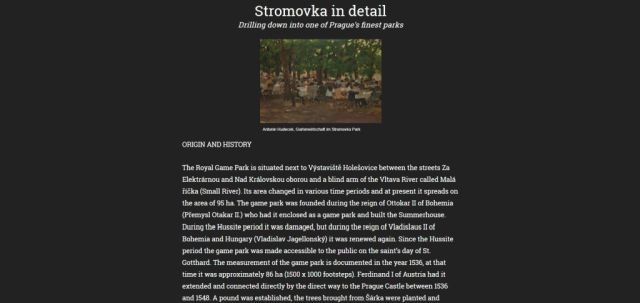 Stromovka in detail
Drilling down into one of Prague's finest parks
Antonin Hudecek, Gartenwirtschaft im Stromovka Park
ORIGIN AND HISTORY
The Royal Game Park is situated next to Výstaviště Holešovice between the streets Za
Elektrárnou and Nad Královskou oborou and a blind arm of the Vltava River called Malá
říčka (Small River). Its area changed in various time periods and at present it spreads on
the area of 95 ha. The game park was founded during the reign of Ottokar II of Bohemia
(Přemysl Otakar II.) who had it enclosed as a game park and built the Summerhouse.
During the Hussite period it was damaged, but during the reign of Vladislaus II of
Bohemia and Hungary (Vladislav Jagellonský) it was renewed again. Since the Hussite
period the game park was made accessible to the public on the saint's day of St.
Gotthard. The measurement of the game park is documented in the year 1536, at that
time it was approximately 86 ha (1500 x 1000 footsteps). Ferdinand I of Austria had it
extended and connected directly by the direct way to the Prague Castle between 1536
and 1548. A pound was established, the trees brought from Šárka were planted and